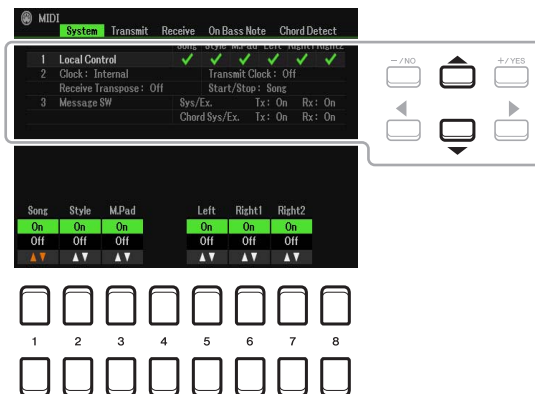 MIDI
System Transmit Receive On Bass Note Chord Detect
Song Style M.Pad Left Right1 Right2
1 Local Control
2 Clock : Internal Transmit Clock : Off
Receive Transpose : Off Start/Stop : Song
3 Message SW Sys/Ex. Tx : On Rx : On
Chord Sys/Ex. Tx : On Rx : On
–/NO +/YES
Song Style M.Pad Left Right1 Right2
On On On On On On
Off Off Off Off Off Off
1 2 3 4 5 6 7 8